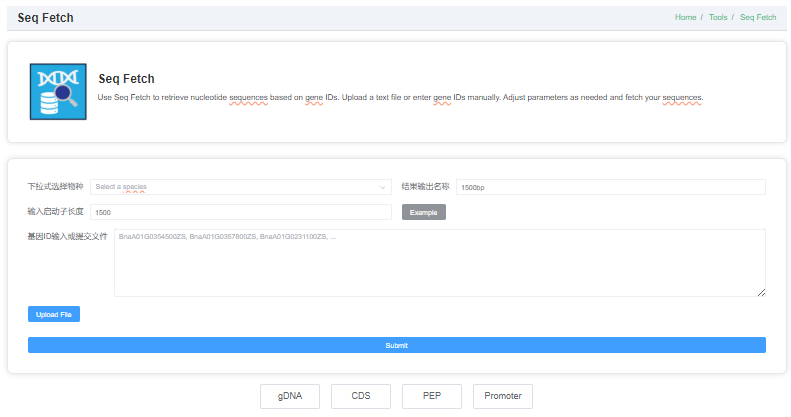 Seq Fetch
Home / Tools / Seq Fetch
Seq Fetch
Use Seq Fetch to retrieve nucleotide sequences based on gene IDs. Upload a text file or enter gene IDs manually. Adjust parameters as needed and fetch your sequences.
下拉式选择物种 Select a species 结果输出名称 1500bp
输入启动子长度 1500 Example
基因ID输入或提交文件 BnaA01G0354500ZS, BnaA01G0357800ZS, BnaA01G0231100ZS, ...
Upload File
Submit
gDNA CDS PEP Promoter